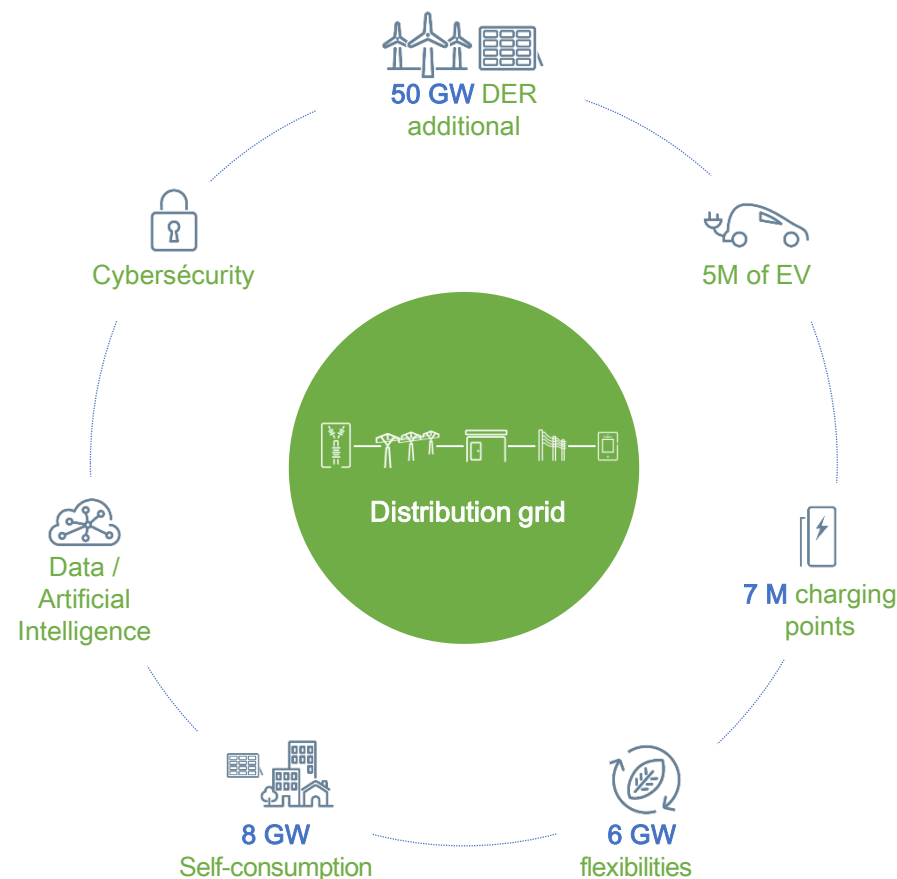 50 GW DER
additional
5M of EV
7 M charging
points
6 GW
flexibilities
8 GW
Self-consumption
Data /
Artificial
Intelligence
Cybersécurity
Distribution grid